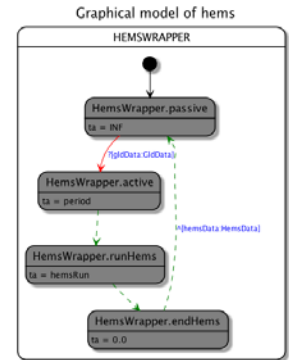 Graphical model of hems
HEMSWRAPPER
HemsWrapper.passive
ta = INF
?[gldData:GldData]
HemsWrapper.active
ta = period
^[hemsData:HemsData]
HemsWrapper.runHems
ta = hemsRun
HemsWrapper.endHems
ta = 0.0